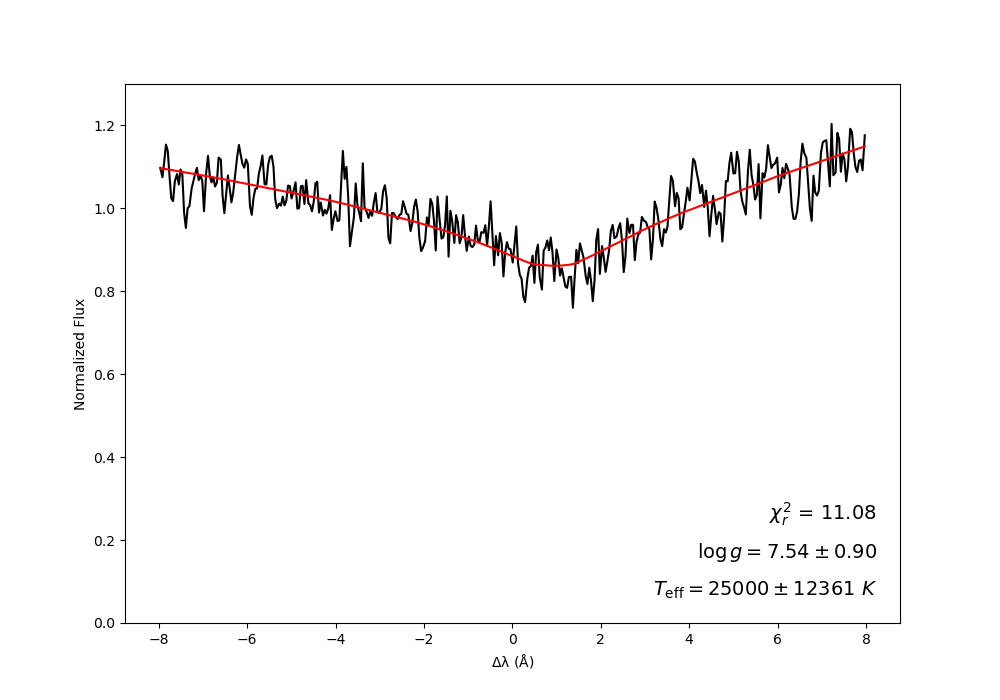 1.2
1.0
0.8
0.6
0.4
0.2
0.0
Normalized Flux
χ²ᵣ = 11.08
log g = 7.54 ± 0.90
T_eff = 25000 ± 12361 K
−8 −6 −4 −2 0 2 4 6 8
Δλ (Å)